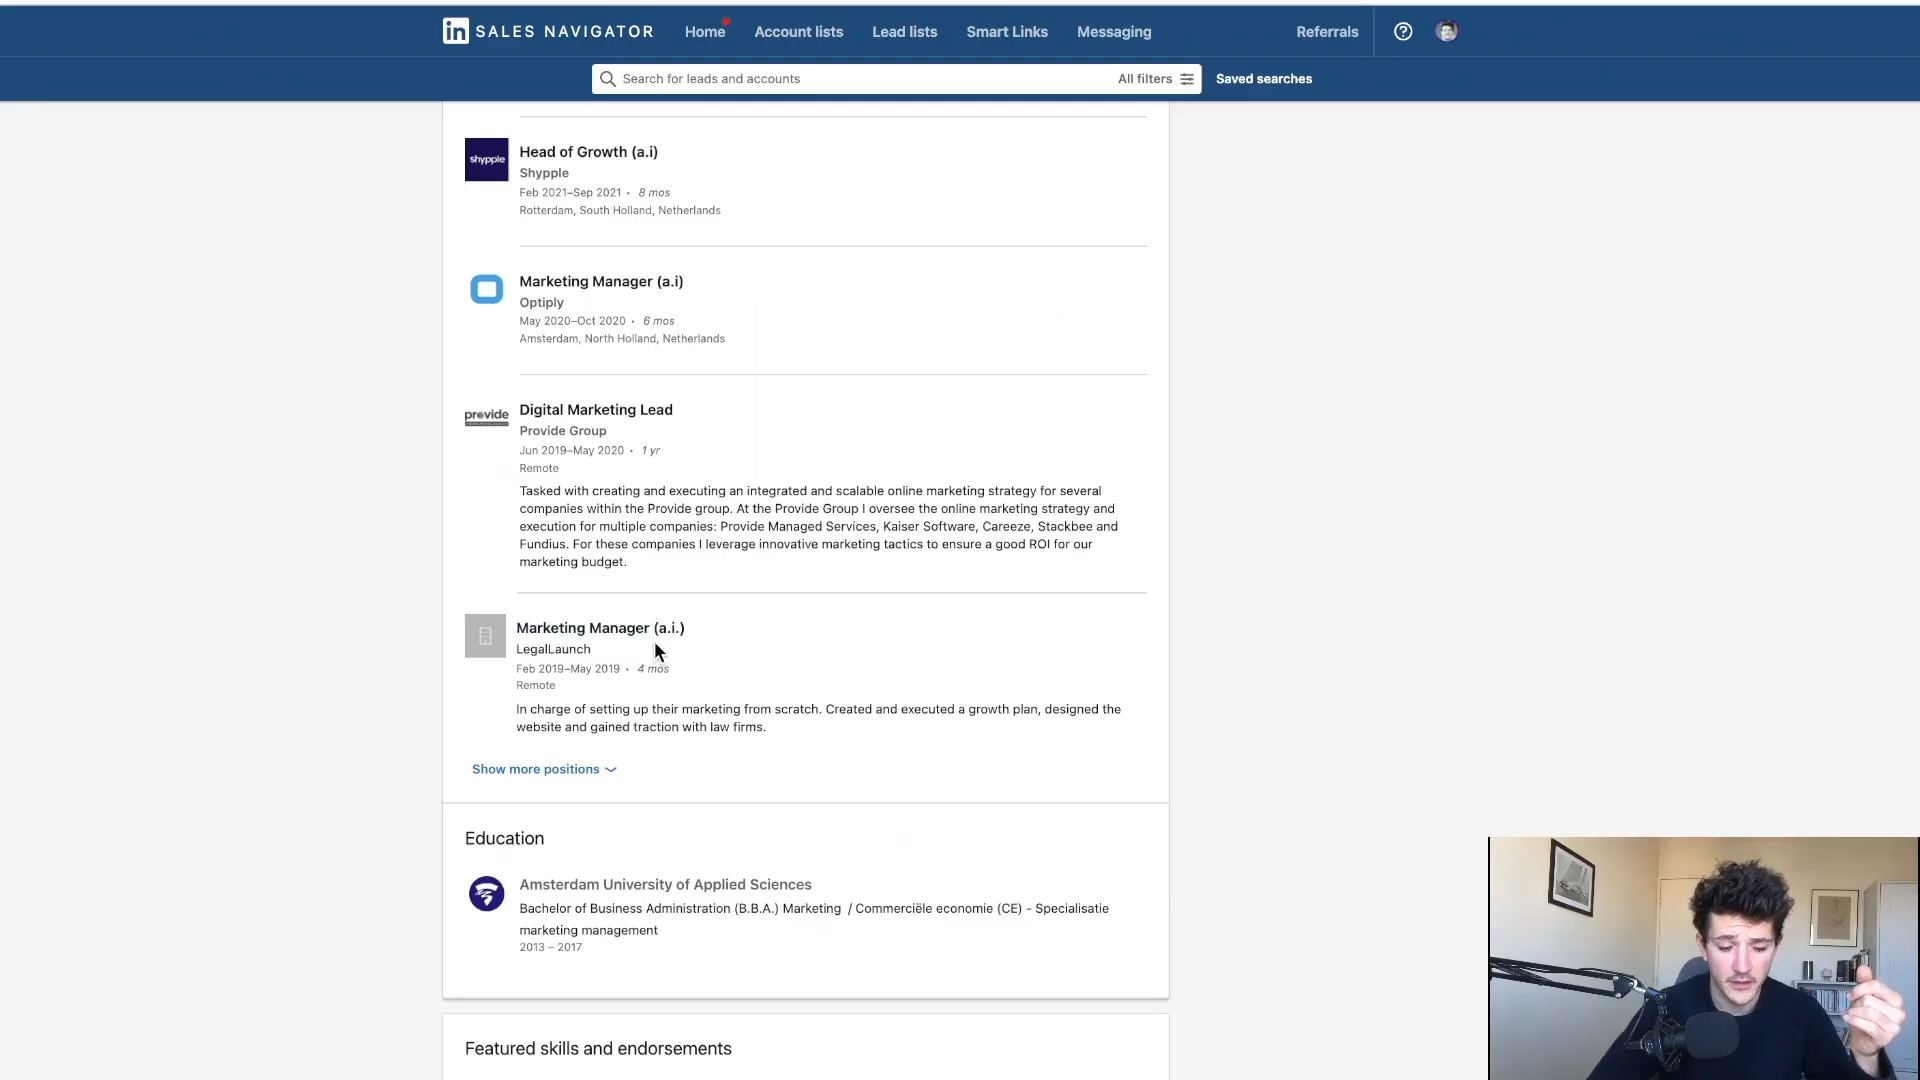 in SALES NAVIGATOR Home Account lists Lead lists Smart Links Messaging Referrals
Search for leads and accounts All filters Saved searches
shypple
Head of Growth (a.i)
Shypple
Feb 2021–Sep 2021 • 8 mos
Rotterdam, South Holland, Netherlands
Marketing Manager (a.i)
Optiply
May 2020–Oct 2020 • 6 mos
Amsterdam, North Holland, Netherlands
provide
Digital Marketing Lead
Provide Group
Jun 2019–May 2020 • 1 yr
Remote
Tasked with creating and executing an integrated and scalable online marketing strategy for several
companies within the Provide group. At the Provide Group I oversee the online marketing strategy and
execution for multiple companies: Provide Managed Services, Kaiser Software, Careeze, Stackbee and
Fundius. For these companies I leverage innovative marketing tactics to ensure a good ROI for our
marketing budget.
Marketing Manager (a.i.)
LegalLaunch
Feb 2019–May 2019 • 4 mos
Remote
In charge of setting up their marketing from scratch. Created and executed a growth plan, designed the
website and gained traction with law firms.
Show more positions
Education
Amsterdam University of Applied Sciences
Bachelor of Business Administration (B.B.A.) Marketing / Commerciële economie (CE) - Specialisatie
marketing management
2013 – 2017
Featured skills and endorsements